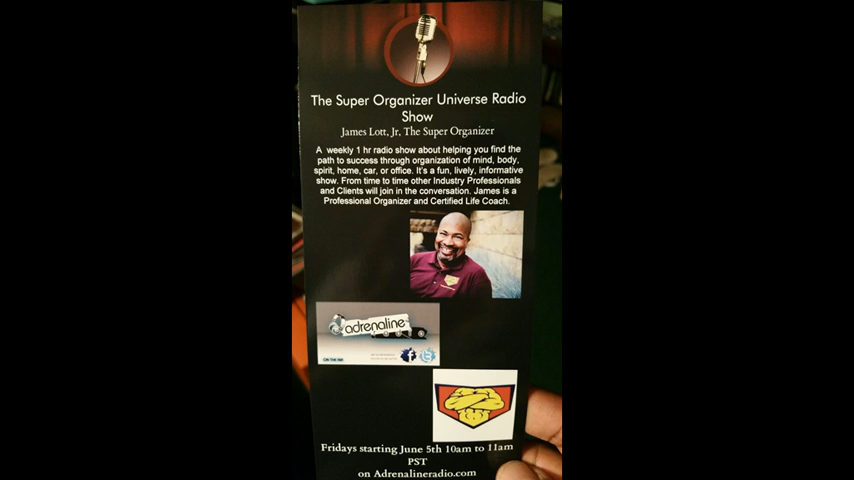 The Super Organizer Universe Radio
Show
James Lott, Jr, The Super Organizer
A weekly 1 hr radio show about helping you find the
path to success through organization of mind, body,
spirit, home, car, or office. It's a fun, lively, informative
show. From time to time other Industry Professionals
and Clients will join in the conversation. James is a
Professional Organizer and Certified Life Coach.
adrenaline
ON THE AIR
Fridays starting June 5th 10am to 11am
PST
on Adrenalineradio.com